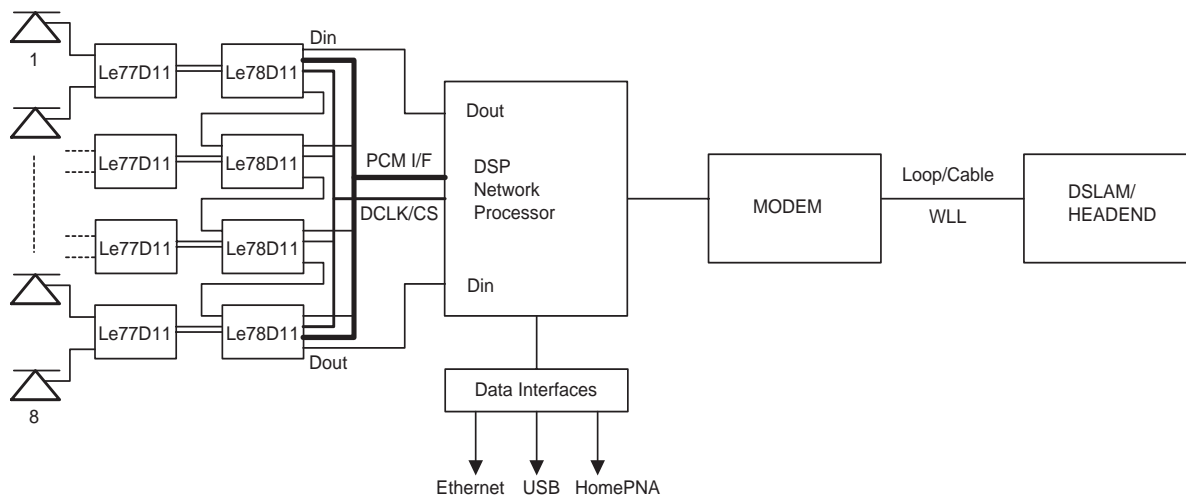 Din
1
Le77D11
Le78D11
Dout
Le77D11
Le78D11
PCM I/F
DSP
Network
Processor
DCLK/CS
MODEM
Loop/Cable
WLL
DSLAM/
HEADEND
Le77D11
Le78D11
Din
Le77D11
Le78D11
Dout
8
Data Interfaces
Ethernet
USB
HomePNA